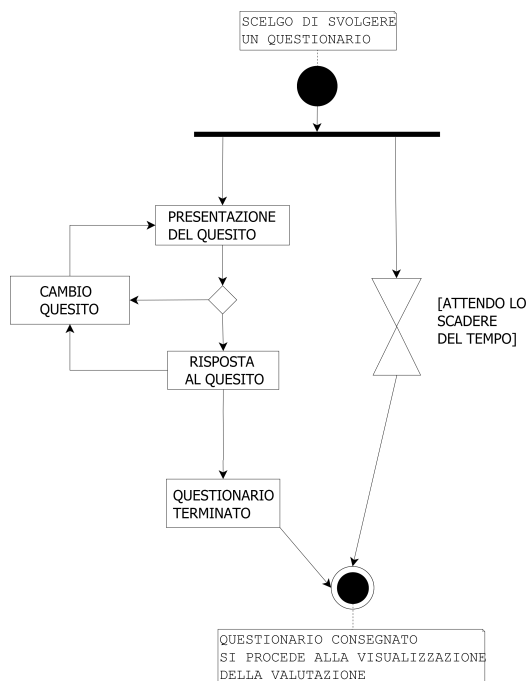 SCELGO DI SVOLGERE
UN QUESTIONARIO
PRESENTAZIONE
DEL QUESITO
CAMBIO
QUESITO
[ATTENDO LO
SCADERE
DEL TEMPO]
RISPOSTA
AL QUESITO
QUESTIONARIO
TERMINATO
QUESTIONARIO CONSEGNATO
SI PROCEDE ALLA VISUALIZZAZIONE
DELLA VALUTAZIONE